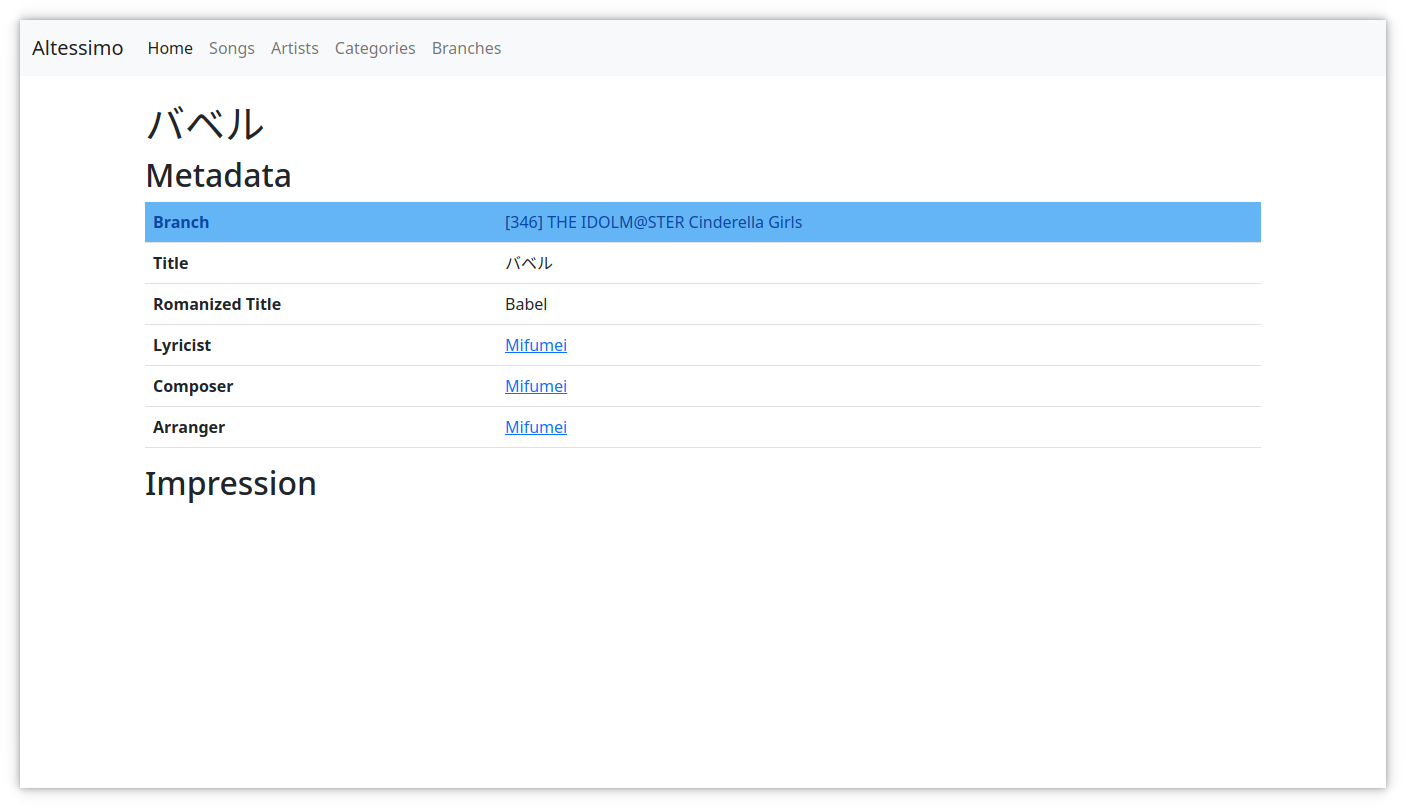 Altessimo Home Songs Artists Categories Branches
バベル
Metadata
Branch [346] THE IDOLM@STER Cinderella Girls
Title バベル
Romanized Title Babel
Lyricist Mifumei
Composer Mifumei
Arranger Mifumei
Impression